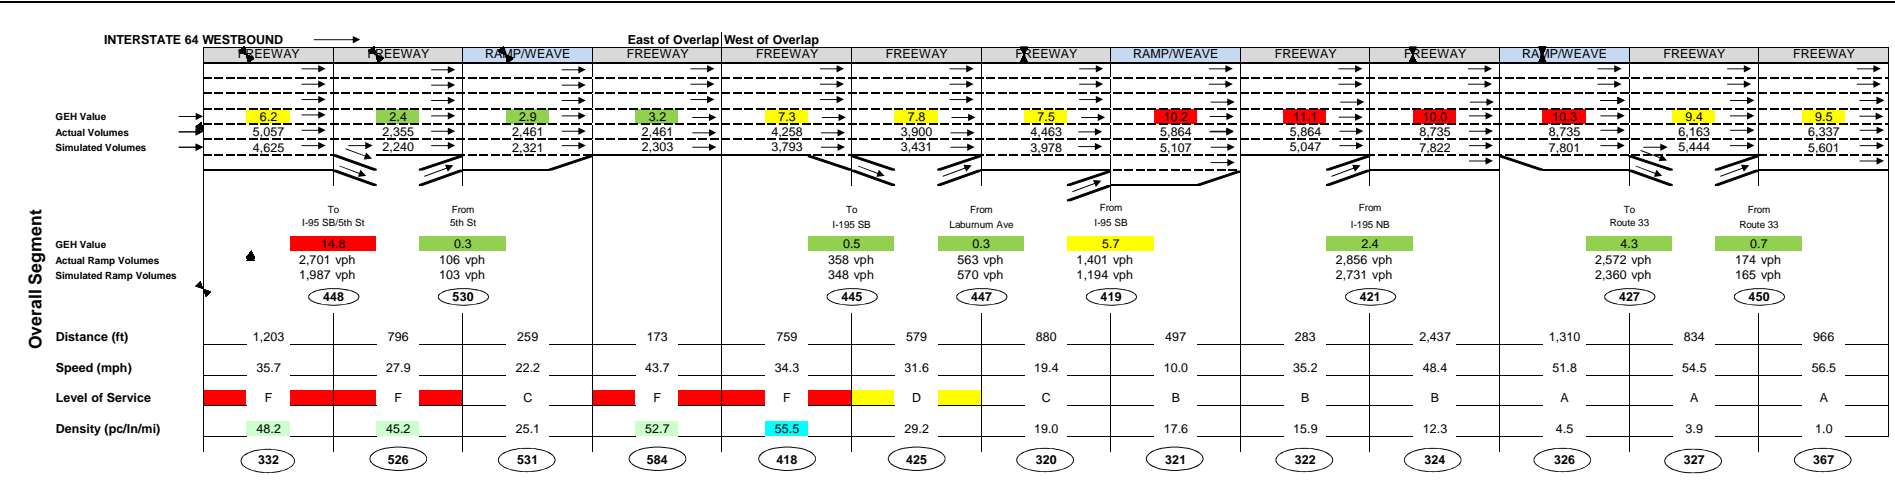 INTERSTATE 64 WESTBOUND East of Overlap West of Overlap
FREEWAY FREEWAY RAMP/WEAVE FREEWAY FREEWAY FREEWAY FREEWAY RAMP/WEAVE FREEWAY FREEWAY RAMP/WEAVE FREEWAY FREEWAY
GEH Value 6.2 2.4 2.9 3.2 7.3 7.8 7.5 10.2 11.1 10.0 10.3 9.4 9.5
Actual Volumes 5,057 2,355 2,461 2,461 4,258 3,900 4,463 5,864 5,864 8,735 8,735 6,163 6,337
Simulated Volumes 4,625 2,240 2,321 2,303 3,793 3,431 3,978 5,107 5,047 7,822 7,801 5,444 5,601
To From To From From From To From
I-95 SB/5th St 5th St I-195 SB Laburnum Ave I-95 SB I-195 NB Route 33 Route 33
GEH Value 14.8 0.3 0.5 0.3 5.7 2.4 4.3 0.7
Actual Ramp Volumes 2,701 vph 106 vph 358 vph 563 vph 1,401 vph 2,856 vph 2,572 vph 174 vph
Simulated Ramp Volumes 1,987 vph 103 vph 348 vph 570 vph 1,194 vph 2,731 vph 2,360 vph 165 vph
448 530 445 447 419 421 427 450
Overall Segment
Distance (ft) 1,203 796 259 173 759 579 880 497 283 2,437 1,310 834 966
Speed (mph) 35.7 27.9 22.2 43.7 34.3 31.6 19.4 10.0 35.2 48.4 51.8 54.5 56.5
Level of Service F F C F F D C B B B A A A
Density (pc/ln/mi) 48.2 45.2 25.1 52.7 55.5 29.2 19.0 17.6 15.9 12.3 4.5 3.9 1.0
332 526 531 584 418 425 320 321 322 324 326 327 367